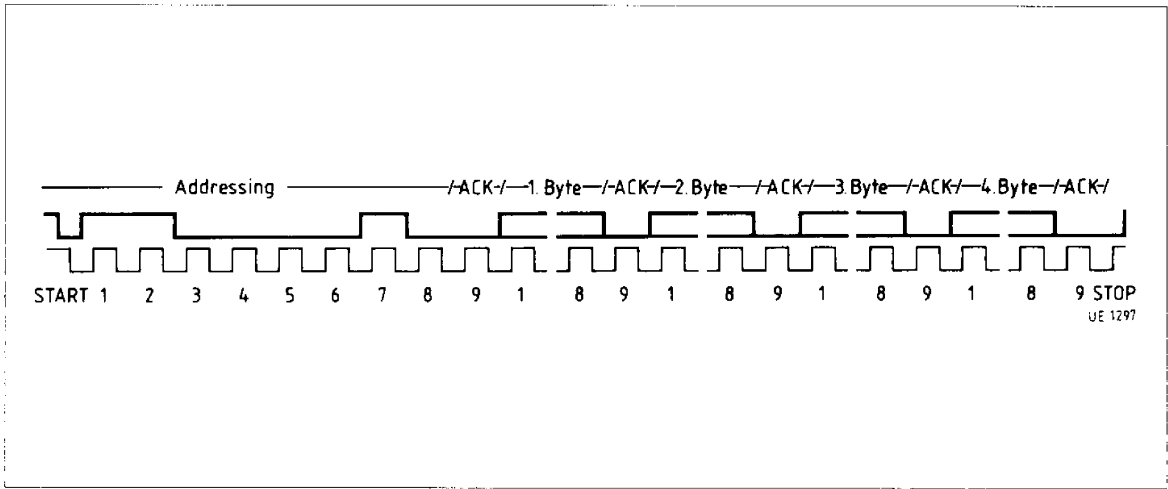 Addressing /-ACK-/ 1. Byte /-ACK-/ 2. Byte /-ACK-/ 3. Byte /-ACK-/ 4. Byte /-ACK-/
START 1 2 3 4 5 6 7 8 9 1 8 9 1 8 9 1 8 9 1 8 9 STOP
UE 1297